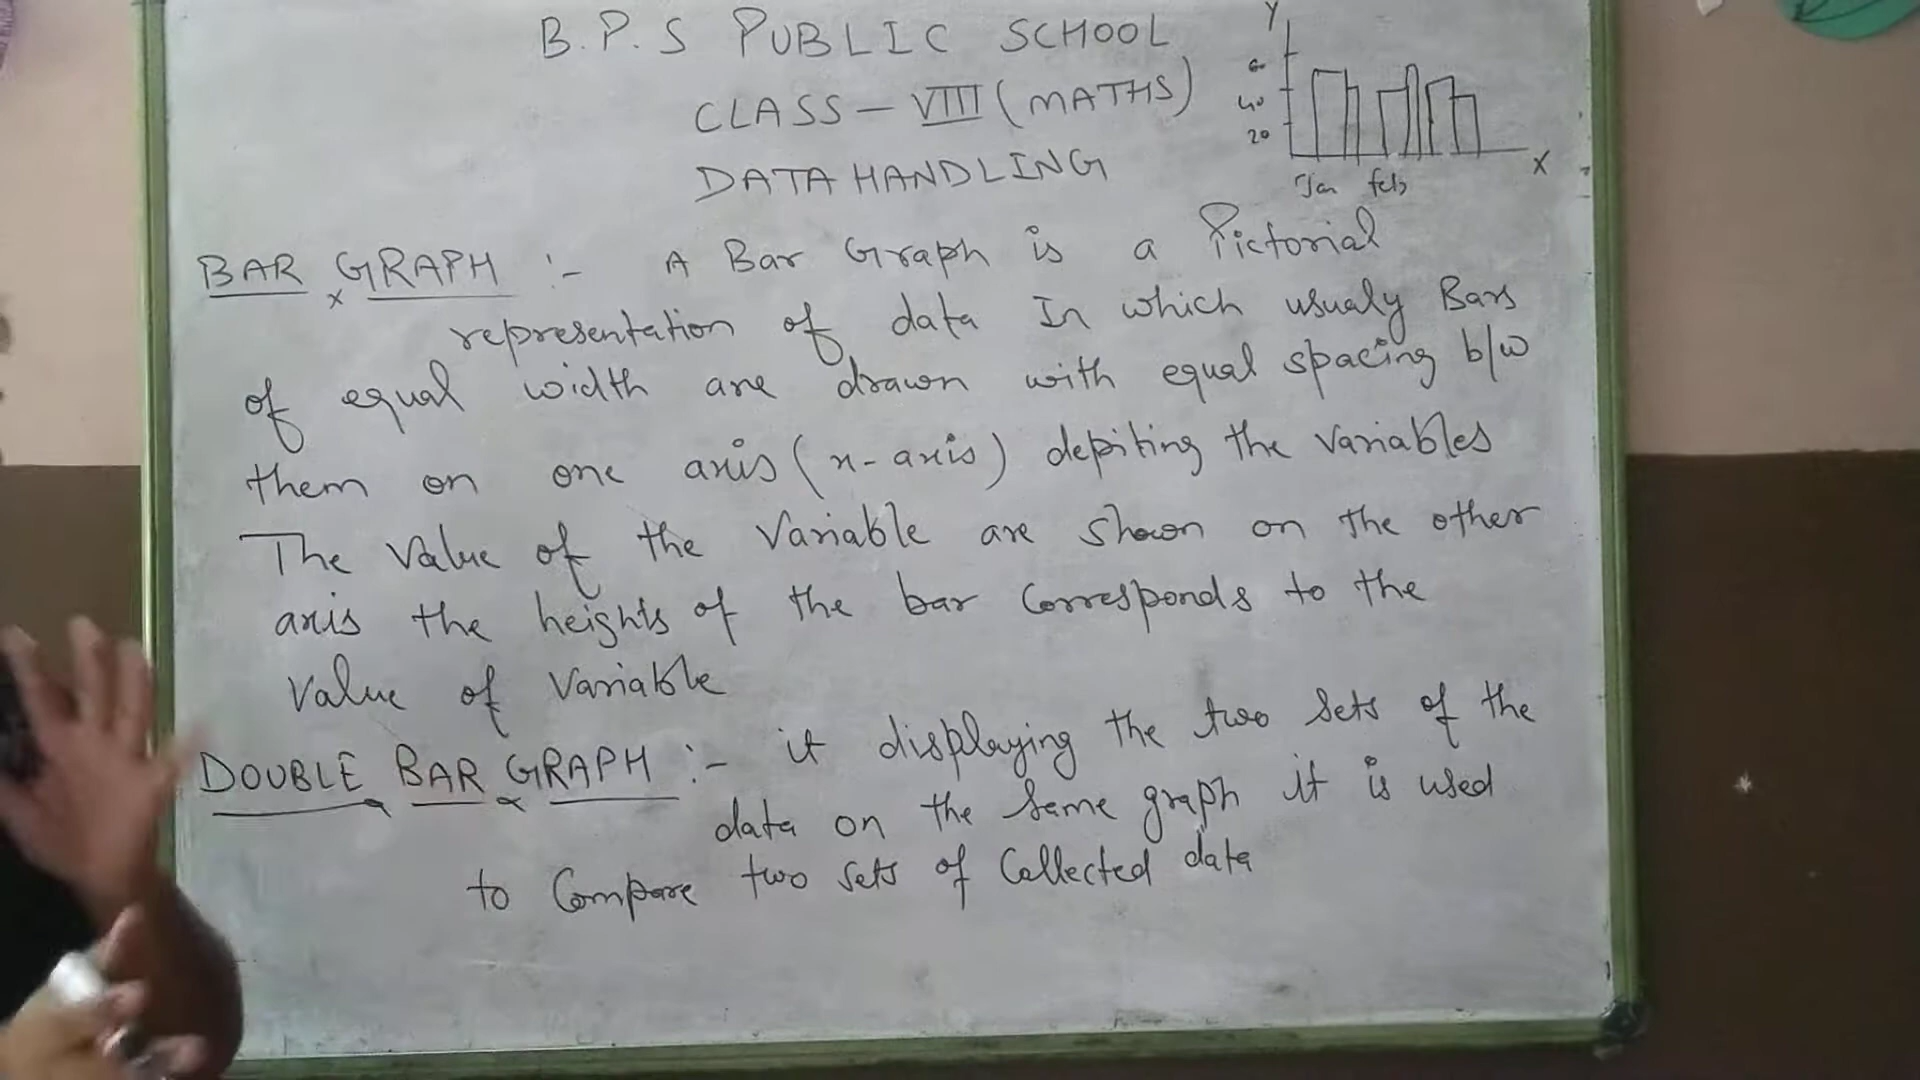 B.P.S PUBLIC SCHOOL
CLASS - VIII (MATHS)
DATA HANDLING
Y
60
40
20
X
Jan feb
BAR GRAPH :- A Bar Graph is a Pictorial
representation of data In which usualy Bars
of equal width are drawn with equal spacing b/w
them on one axis (x-axis) depiting the variables
The Value of the Variable are shown on the other
axis the heights of the bar Corresponds to the
Value of Variable
DOUBLE BAR GRAPH :- it displaying the two sets of the
data on the same graph it is used
to Compare two sets of Collected data